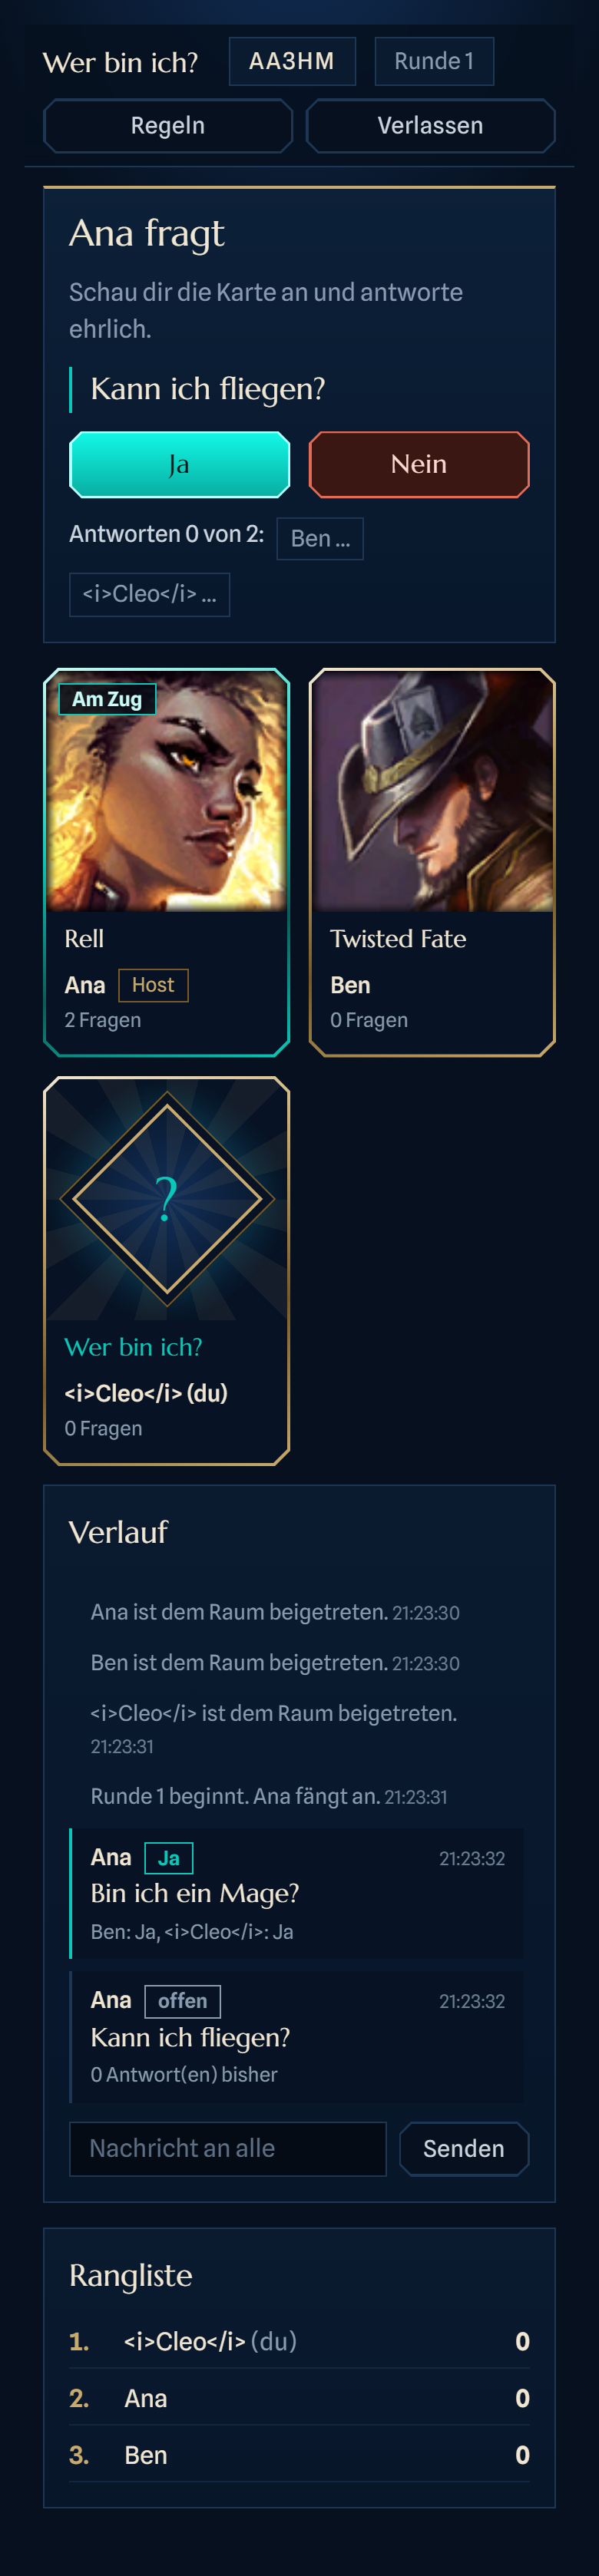 Wer bin ich? AA3HM Runde 1
Regeln Verlassen
Ana fragt
Schau dir die Karte an und antworte
ehrlich.
Kann ich fliegen?
Ja Nein
Antworten 0 von 2: Ben ...
<i>Cleo</i> ...
Am Zug
Rell
Ana Host
2 Fragen
Twisted Fate
Ben
0 Fragen
?
Wer bin ich?
<i>Cleo</i> (du)
0 Fragen
Verlauf
Ana ist dem Raum beigetreten. 21:23:30
Ben ist dem Raum beigetreten. 21:23:30
<i>Cleo</i> ist dem Raum beigetreten.
21:23:31
Runde 1 beginnt. Ana fängt an. 21:23:31
Ana Ja 21:23:32
Bin ich ein Mage?
Ben: Ja, <i>Cleo</i>: Ja
Ana offen 21:23:32
Kann ich fliegen?
0 Antwort(en) bisher
Nachricht an alle Senden
Rangliste
1. <i>Cleo</i> (du) 0
2. Ana 0
3. Ben 0